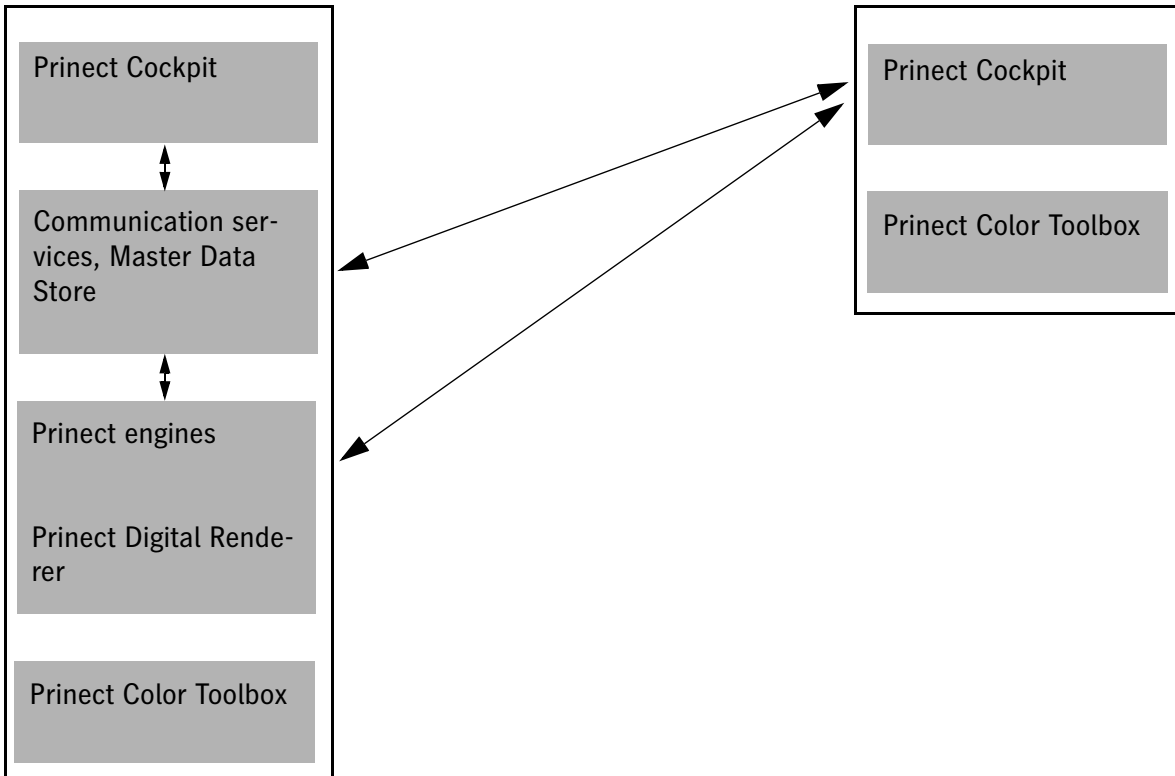 Prinect Cockpit
Communication ser-
vices, Master Data
Store
Prinect engines
Prinect Digital Rende-
rer
Prinect Color Toolbox
Prinect Cockpit
Prinect Color Toolbox